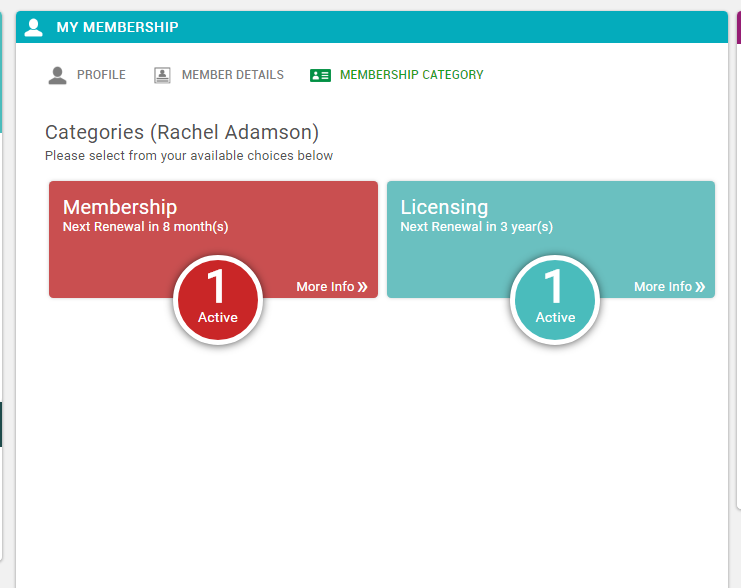 MY MEMBERSHIP
PROFILE
MEMBER DETAILS
MEMBERSHIP CATEGORY
Categories (Rachel Adamson)
Please select from your available choices below
Membership
Next Renewal in 8 month(s)
1
Active
More Info »
Licensing
Next Renewal in 3 year(s)
1
Active
More Info »